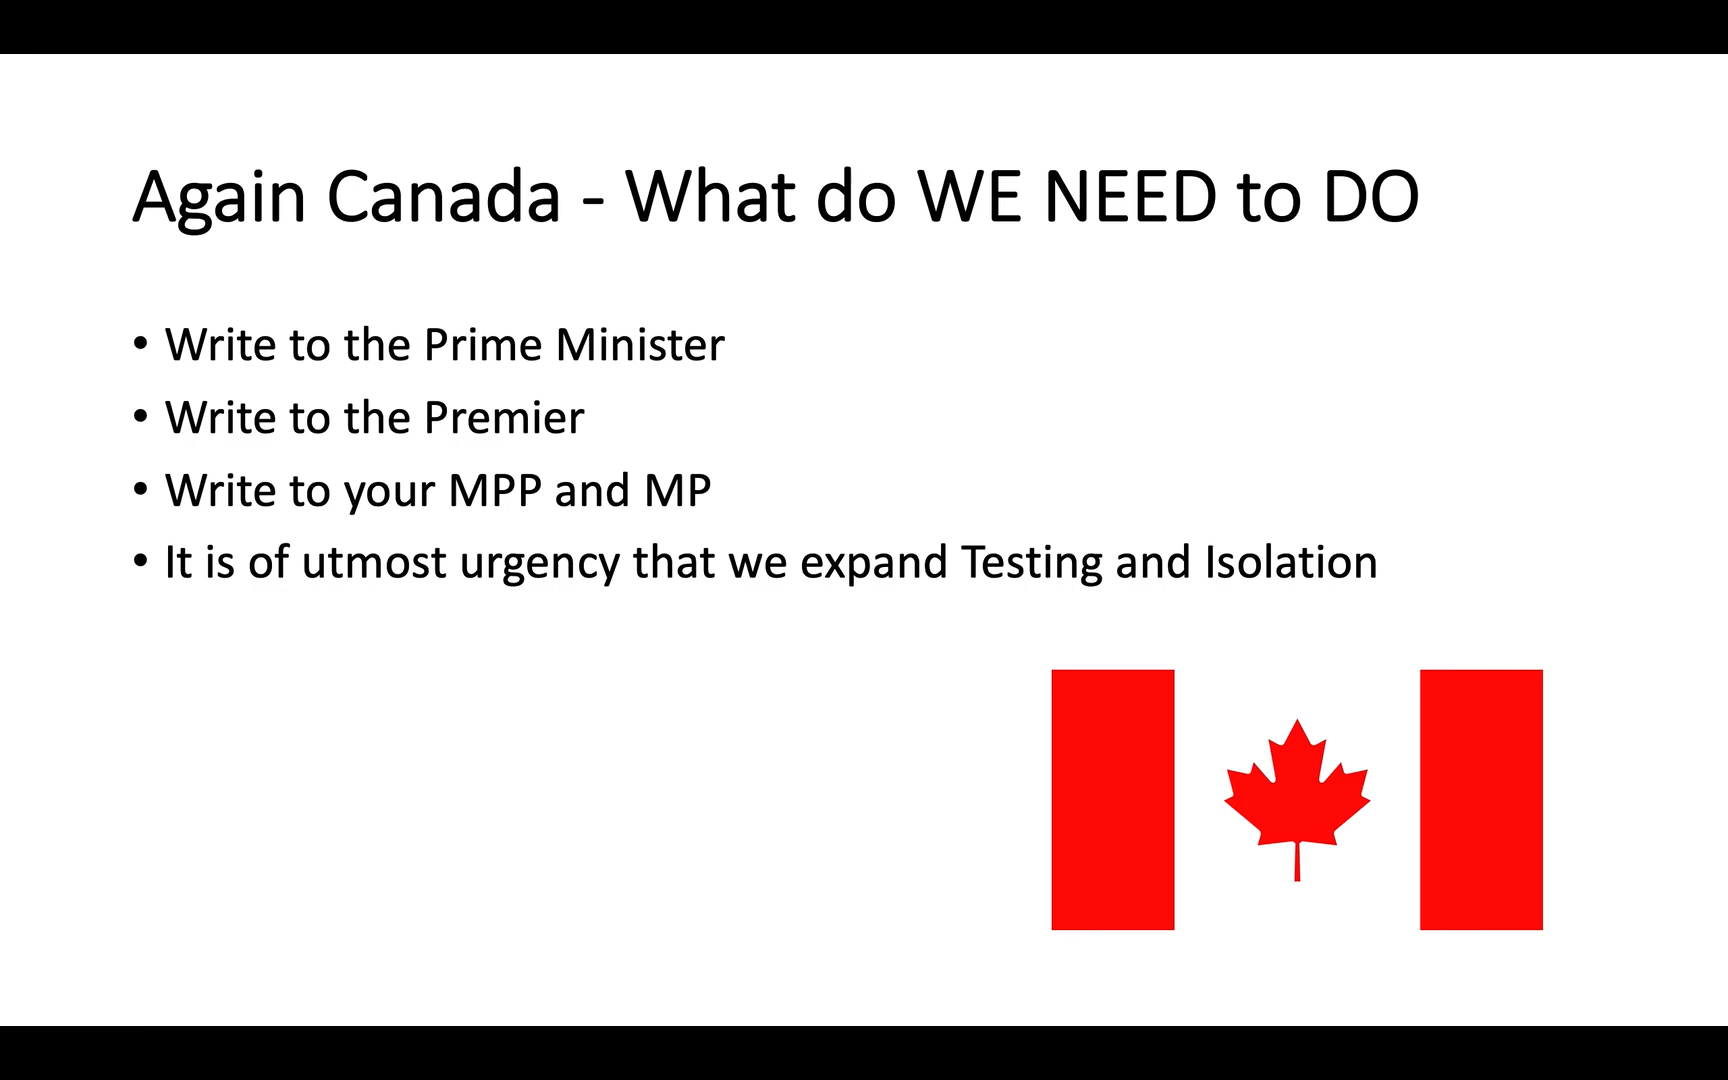 Again Canada - What do WE NEED to DO
• Write to the Prime Minister
• Write to the Premier
• Write to your MPP and MP
• It is of utmost urgency that we expand Testing and Isolation